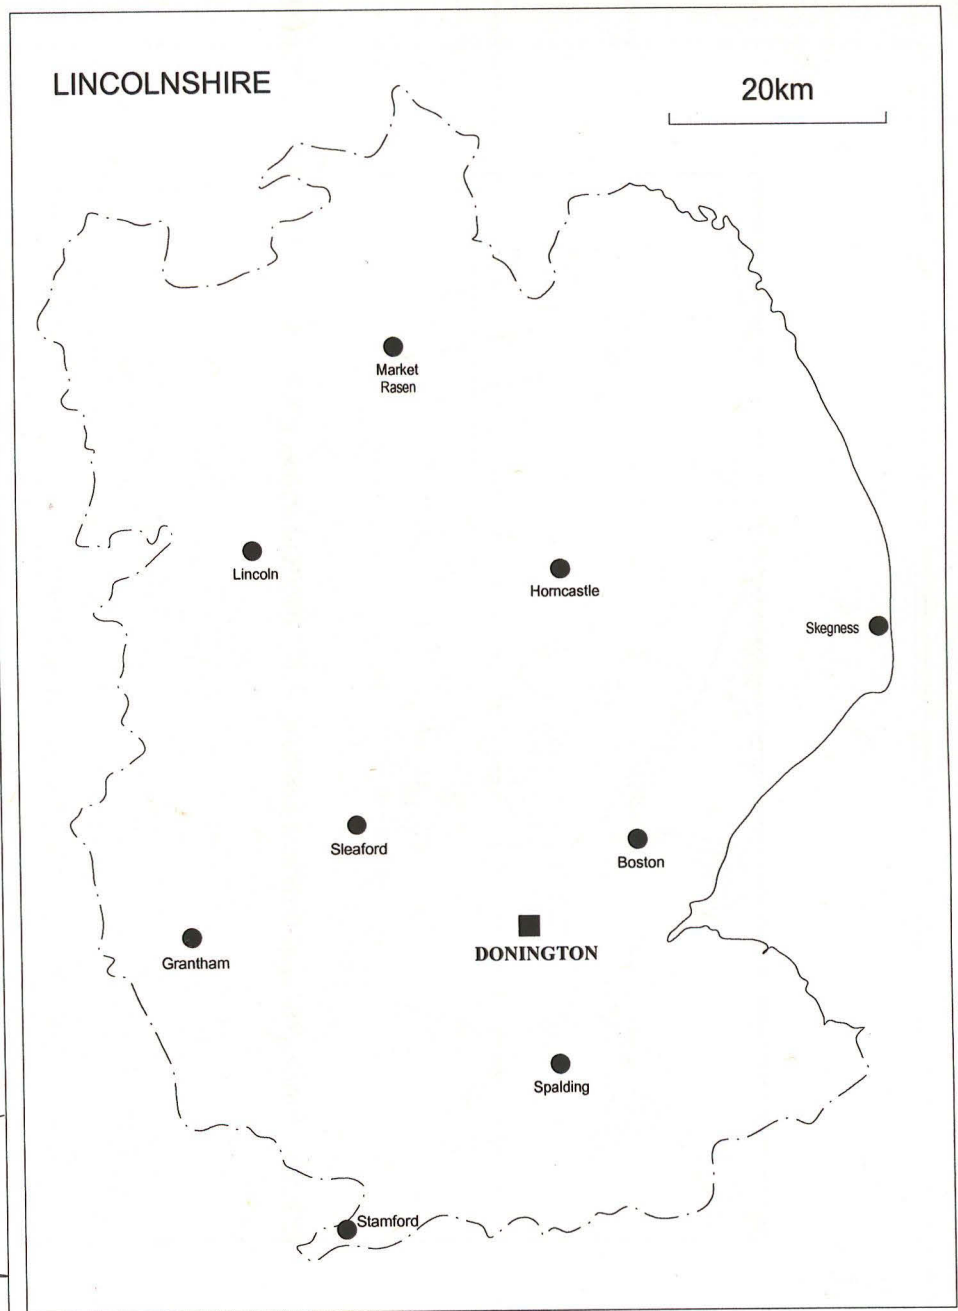 LINCOLNSHIRE
20km
Market
Rasen
Lincoln
Horncastle
Skegness
Sleaford
Boston
DONINGTON
Grantham
Spalding
Stamford